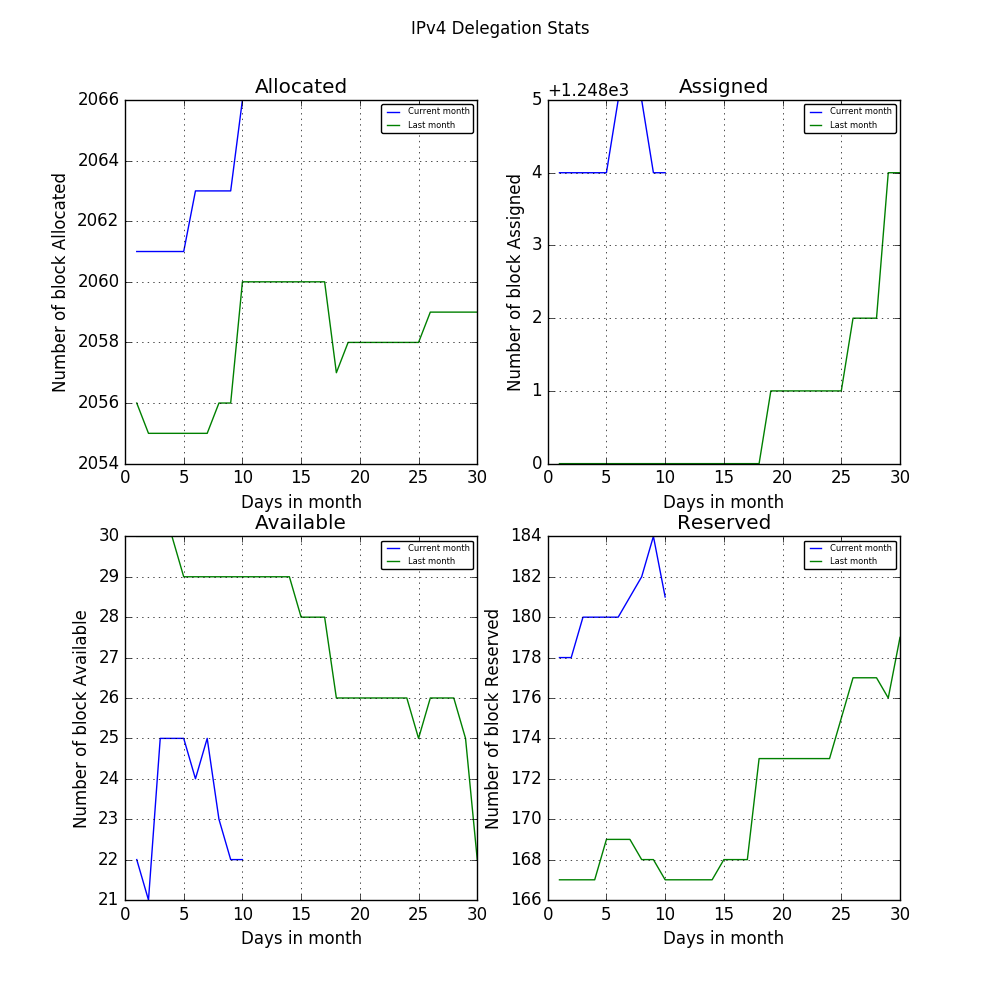 IPv4 Delegation Stats
Allocated
2066
2064
2062
2060
2058
2056
2054
Number of block Allocated
0 5 10 15 20 25 30
Days in month
Current month
Last month
+1.248e3
Assigned
5
4
3
2
1
0
Number of block Assigned
0 5 10 15 20 25 30
Days in month
Current month
Last month
Available
30
29
28
27
26
25
24
23
22
21
Number of block Available
0 5 10 15 20 25 30
Days in month
Current month
Last month
Reserved
184
182
180
178
176
174
172
170
168
166
Number of block Reserved
0 5 10 15 20 25 30
Days in month
Current month
Last month